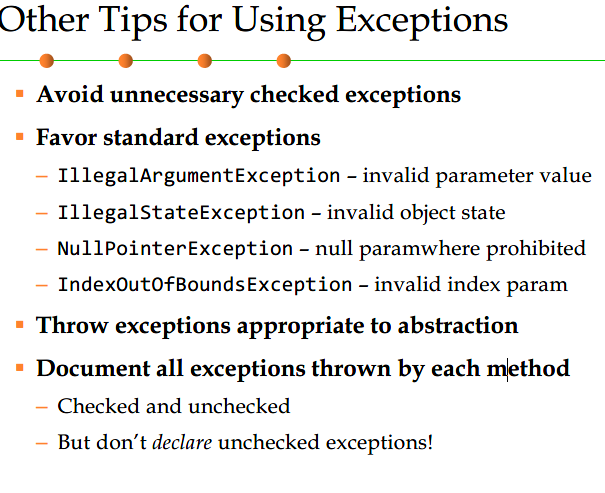 Other Tips for Using Exceptions
▪ Avoid unnecessary checked exceptions
▪ Favor standard exceptions
– IllegalArgumentException – invalid parameter value
– IllegalStateException – invalid object state
– NullPointerException – null paramwhere prohibited
– IndexOutOfBoundsException – invalid index param
▪ Throw exceptions appropriate to abstraction
▪ Document all exceptions thrown by each method
– Checked and unchecked
– But don't declare unchecked exceptions!